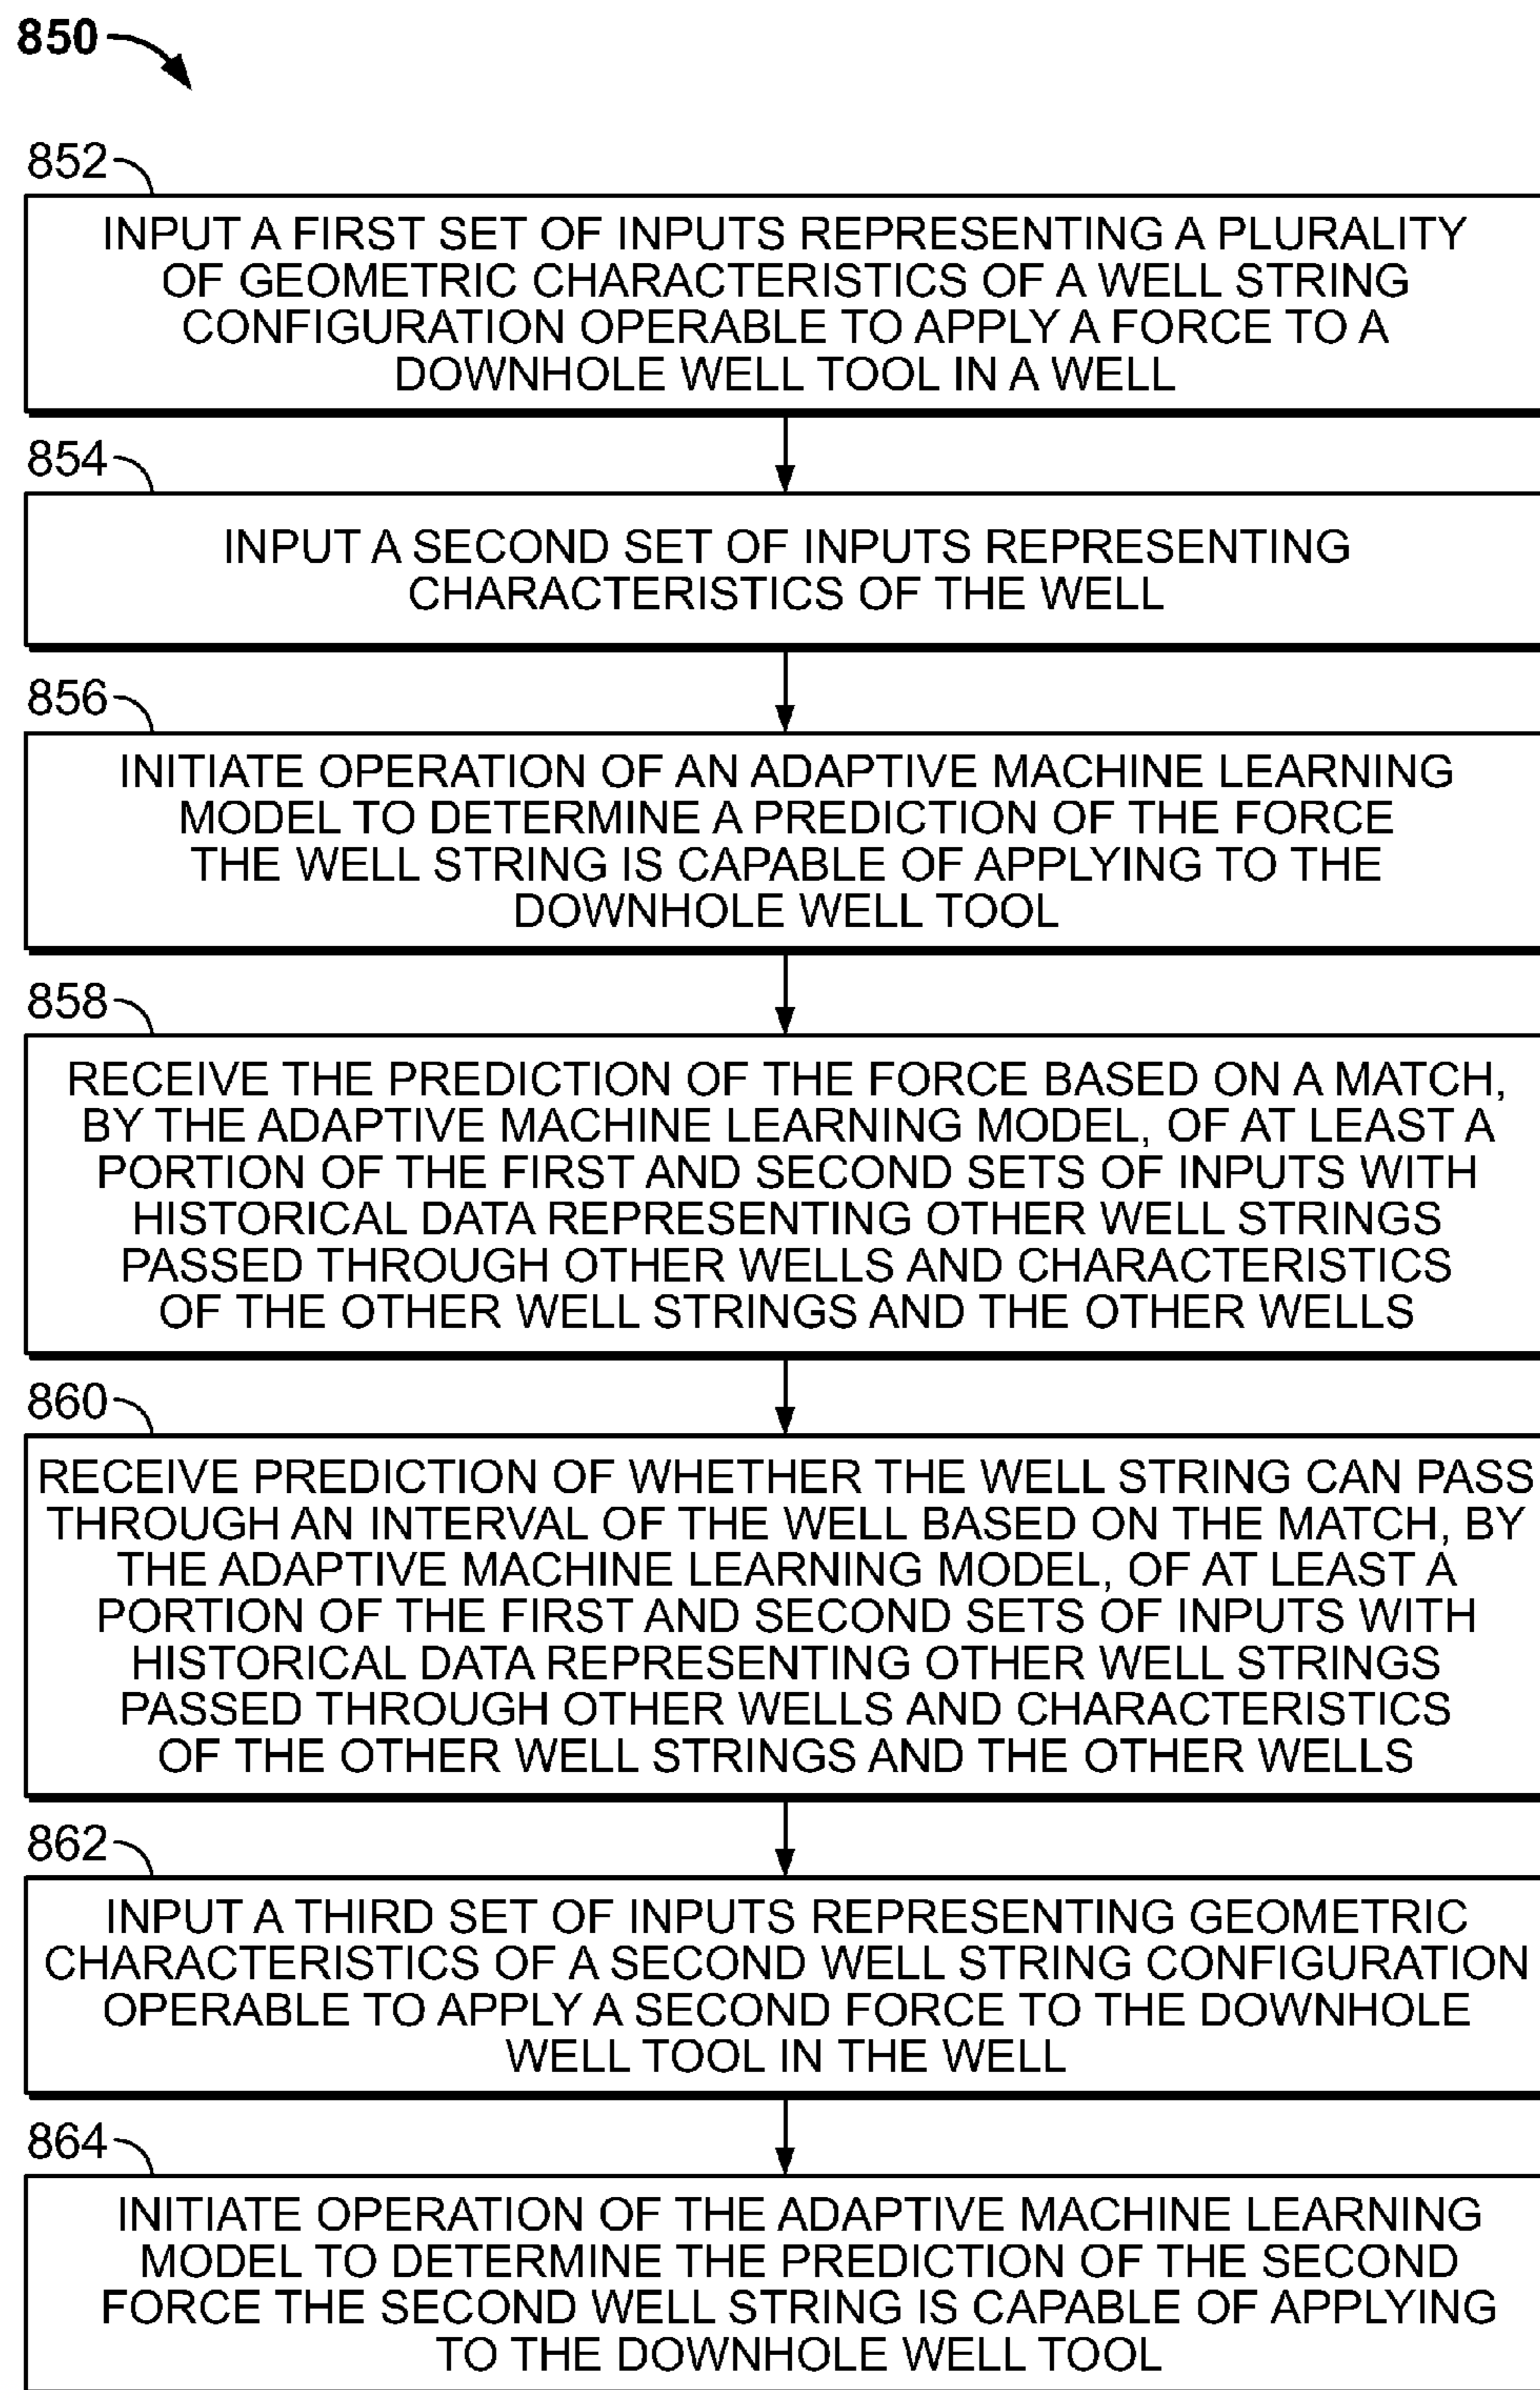 850
852
INPUT A FIRST SET OF INPUTS REPRESENTING A PLURALITY
OF GEOMETRIC CHARACTERISTICS OF A WELL STRING
CONFIGURATION OPERABLE TO APPLY A FORCE TO A
DOWNHOLE WELL TOOL IN A WELL
854
INPUT A SECOND SET OF INPUTS REPRESENTING
CHARACTERISTICS OF THE WELL
856
INITIATE OPERATION OF AN ADAPTIVE MACHINE LEARNING
MODEL TO DETERMINE A PREDICTION OF THE FORCE
THE WELL STRING IS CAPABLE OF APPLYING TO THE
DOWNHOLE WELL TOOL
858
RECEIVE THE PREDICTION OF THE FORCE BASED ON A MATCH,
BY THE ADAPTIVE MACHINE LEARNING MODEL, OF AT LEAST A
PORTION OF THE FIRST AND SECOND SETS OF INPUTS WITH
HISTORICAL DATA REPRESENTING OTHER WELL STRINGS
PASSED THROUGH OTHER WELLS AND CHARACTERISTICS
OF THE OTHER WELL STRINGS AND THE OTHER WELLS
860
RECEIVE PREDICTION OF WHETHER THE WELL STRING CAN PASS
THROUGH AN INTERVAL OF THE WELL BASED ON THE MATCH, BY
THE ADAPTIVE MACHINE LEARNING MODEL, OF AT LEAST A
PORTION OF THE FIRST AND SECOND SETS OF INPUTS WITH
HISTORICAL DATA REPRESENTING OTHER WELL STRINGS
PASSED THROUGH OTHER WELLS AND CHARACTERISTICS
OF THE OTHER WELL STRINGS AND THE OTHER WELLS
862
INPUT A THIRD SET OF INPUTS REPRESENTING GEOMETRIC
CHARACTERISTICS OF A SECOND WELL STRING CONFIGURATION
OPERABLE TO APPLY A SECOND FORCE TO THE DOWNHOLE
WELL TOOL IN THE WELL
864
INITIATE OPERATION OF THE ADAPTIVE MACHINE LEARNING
MODEL TO DETERMINE THE PREDICTION OF THE SECOND
FORCE THE SECOND WELL STRING IS CAPABLE OF APPLYING
TO THE DOWNHOLE WELL TOOL